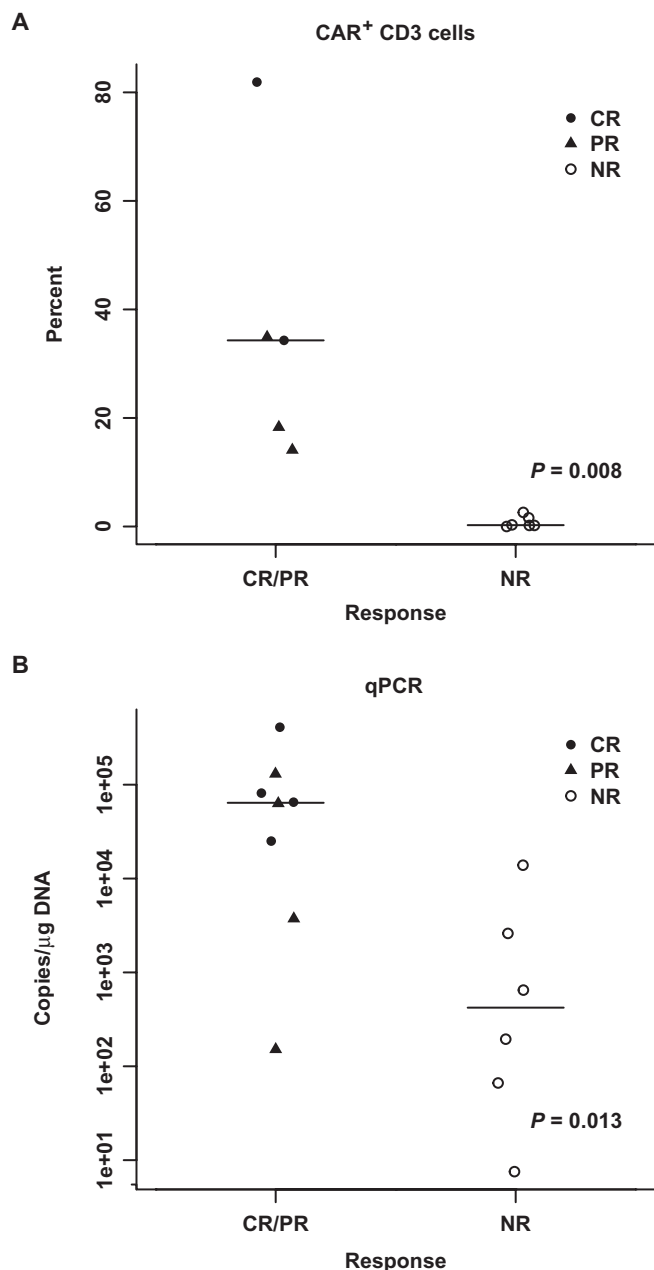 A
CAR+ CD3 cells
CR
PR
NR
80
60
40
20
0
Percent
P = 0.008
CR/PR
NR
Response
B
qPCR
CR
PR
NR
1e+05
1e+04
1e+03
1e+02
1e+01
Copies/µg DNA
P = 0.013
CR/PR
NR
Response